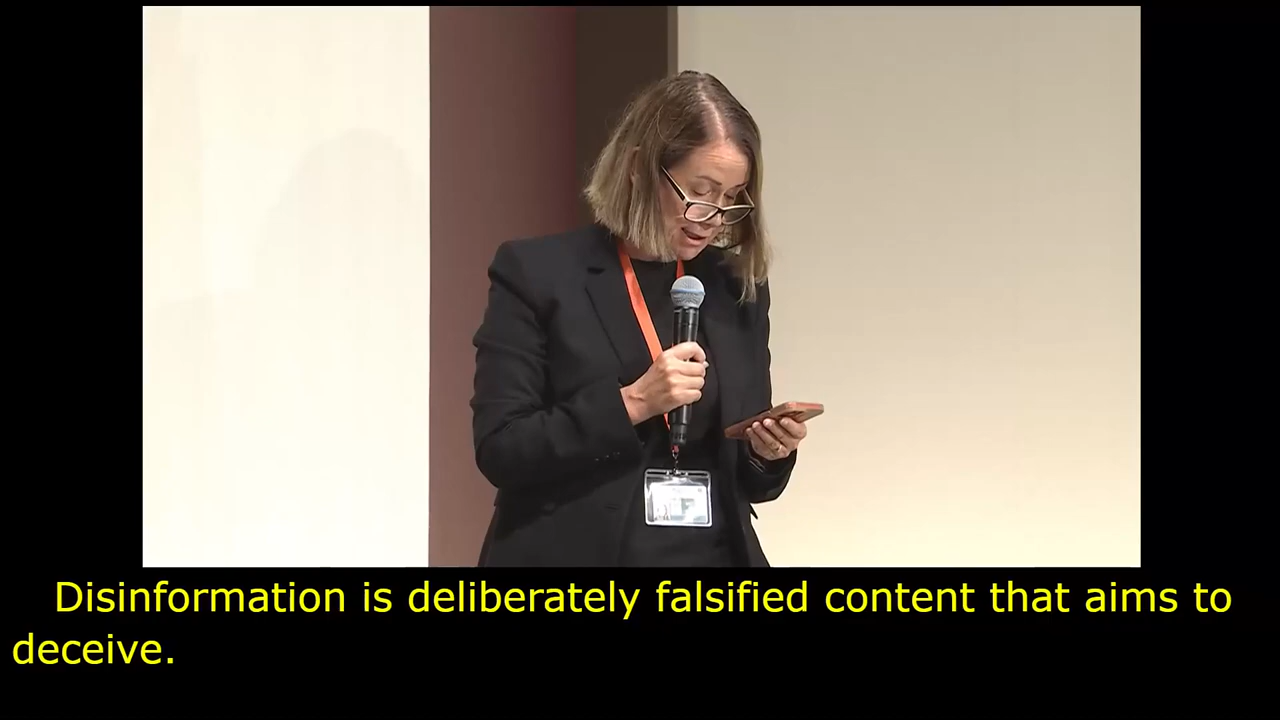 Disinformation is deliberately falsified content that aims to
deceive.